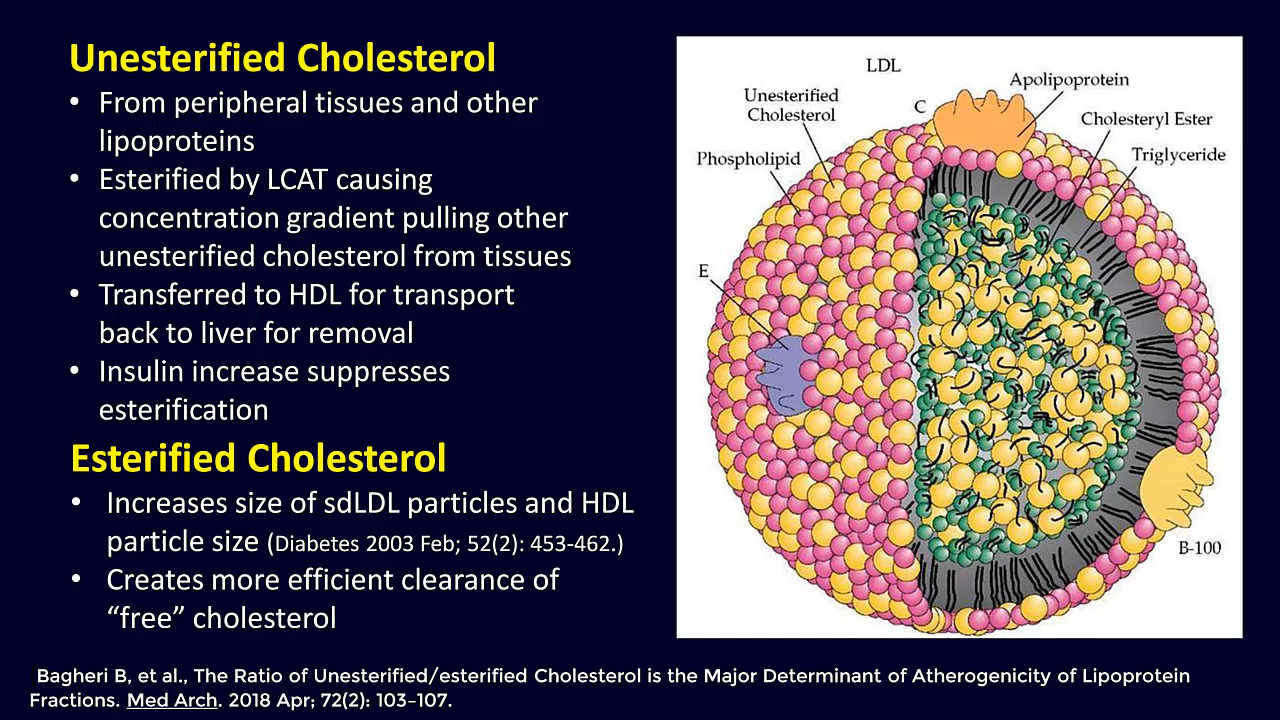 Unesterified Cholesterol
• From peripheral tissues and other
lipoproteins
• Esterified by LCAT causing
concentration gradient pulling other
unesterified cholesterol from tissues
• Transferred to HDL for transport
back to liver for removal
• Insulin increase suppresses
esterification
Esterified Cholesterol
• Increases size of sdLDL particles and HDL
particle size (Diabetes 2003 Feb; 52(2): 453-462.)
• Creates more efficient clearance of
“free” cholesterol
LDL
Apolipoprotein
Unesterified
Cholesterol
C
Cholesteryl Ester
Phospholipid
Triglyceride
E
B-100
Bagheri B, et al., The Ratio of Unesterified/esterified Cholesterol is the Major Determinant of Atherogenicity of Lipoprotein
Fractions. Med Arch. 2018 Apr; 72(2): 103–107.